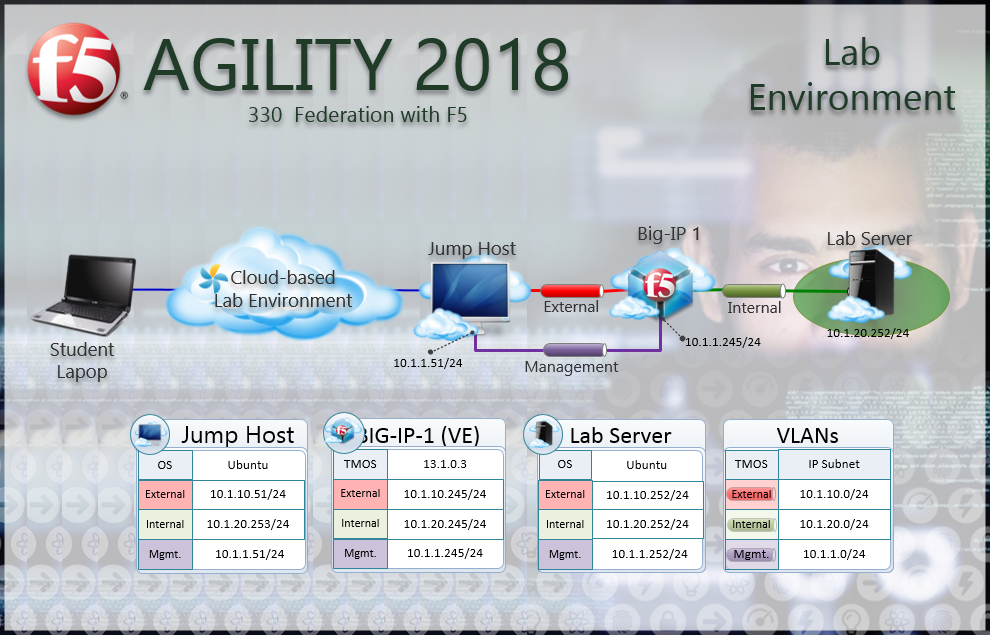 f5 ®
AGILITY 2018
330 Federation with F5
Lab
Environment
Student
Lapop
Cloud-based
Lab Environment
Jump Host
10.1.1.51/24
External
Management
Big-IP 1
f5
10.1.1.245/24
Internal
Lab Server
10.1.20.252/24
Jump Host
OS Ubuntu
External 10.1.10.51/24
Internal 10.1.20.253/24
Mgmt. 10.1.1.51/24
f5
BIG-IP-1 (VE)
TMOS 13.1.0.3
External 10.1.10.245/24
Internal 10.1.20.245/24
Mgmt. 10.1.1.245/24
Lab Server
OS Ubuntu
External 10.1.10.252/24
Internal 10.1.20.252/24
Mgmt. 10.1.1.252/24
VLANs
TMOS IP Subnet
External 10.1.10.0/24
Internal 10.1.20.0/24
Mgmt. 10.1.1.0/24